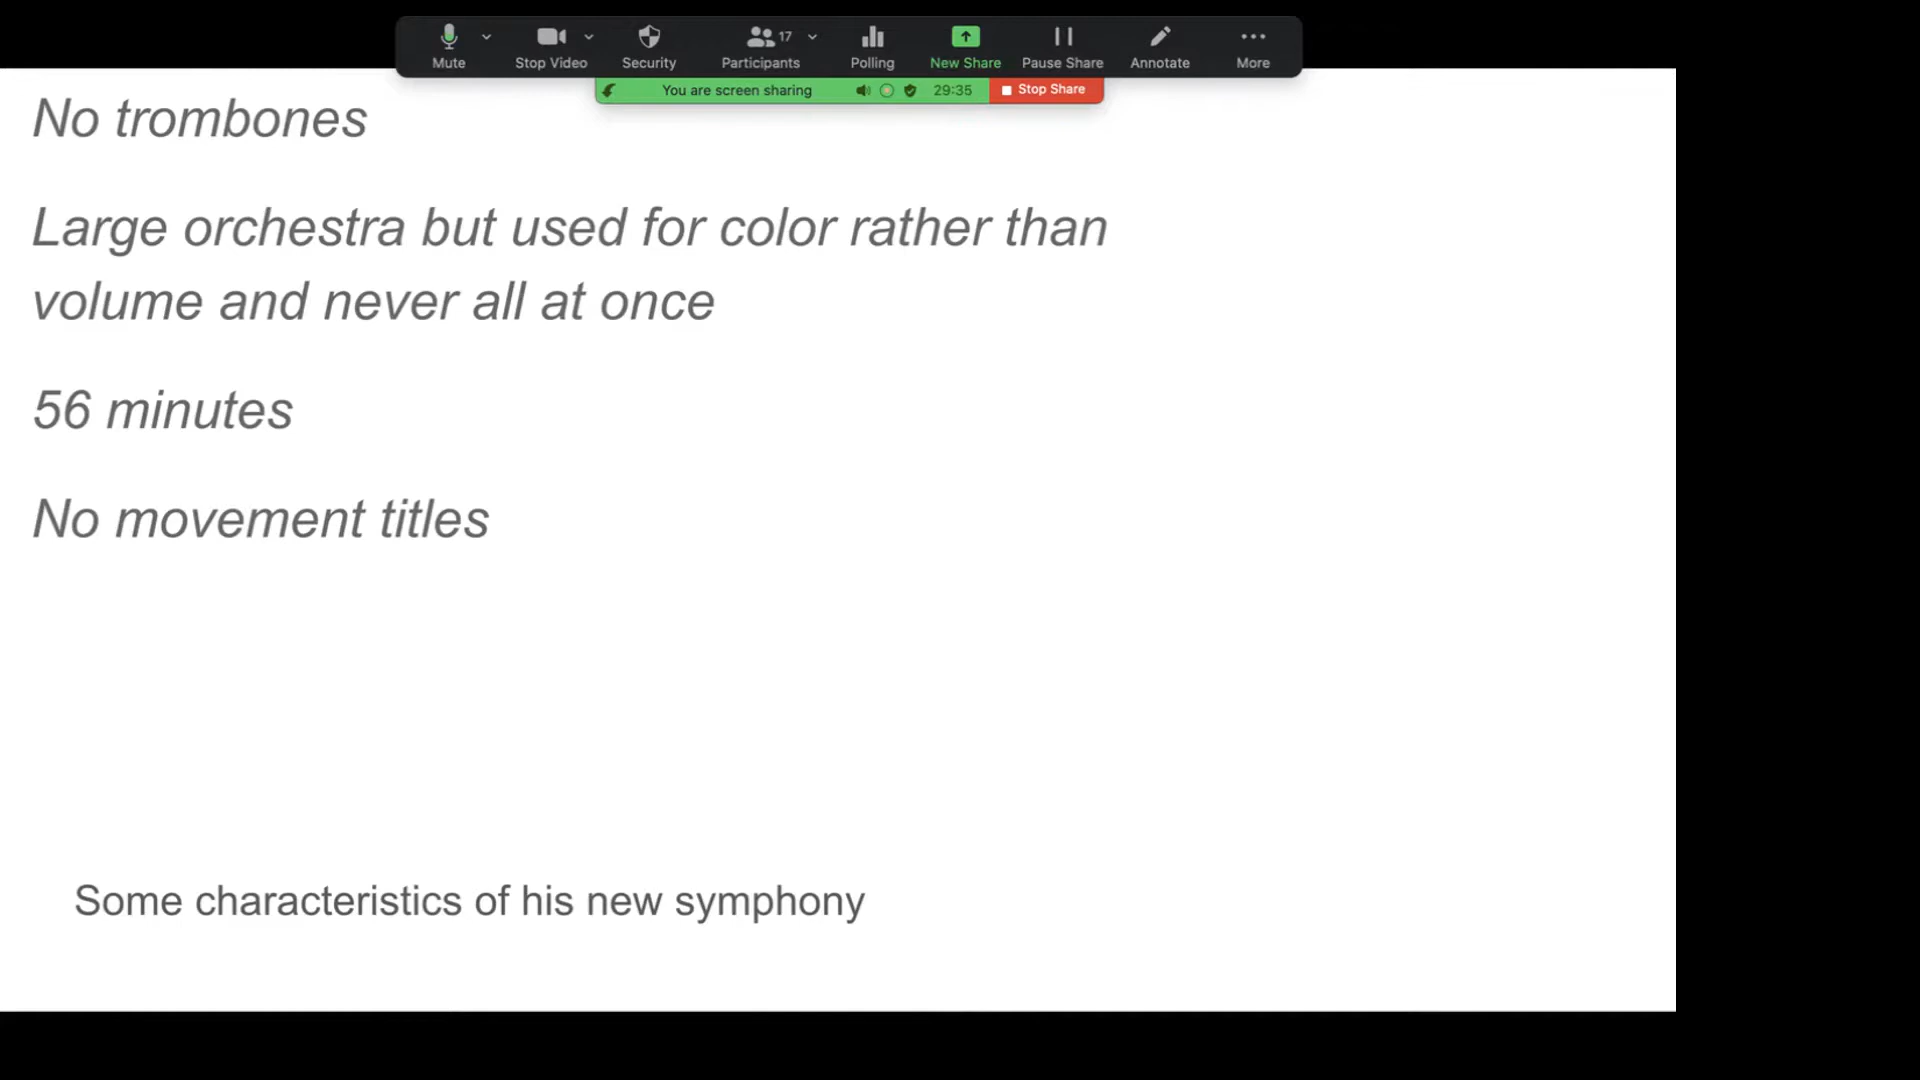 Mute
Stop Video
Security
17
Participants
Polling
New Share
Pause Share
Annotate
More
You are screen sharing
29:35
Stop Share
No trombones
Large orchestra but used for color rather than
volume and never all at once
56 minutes
No movement titles
Some characteristics of his new symphony